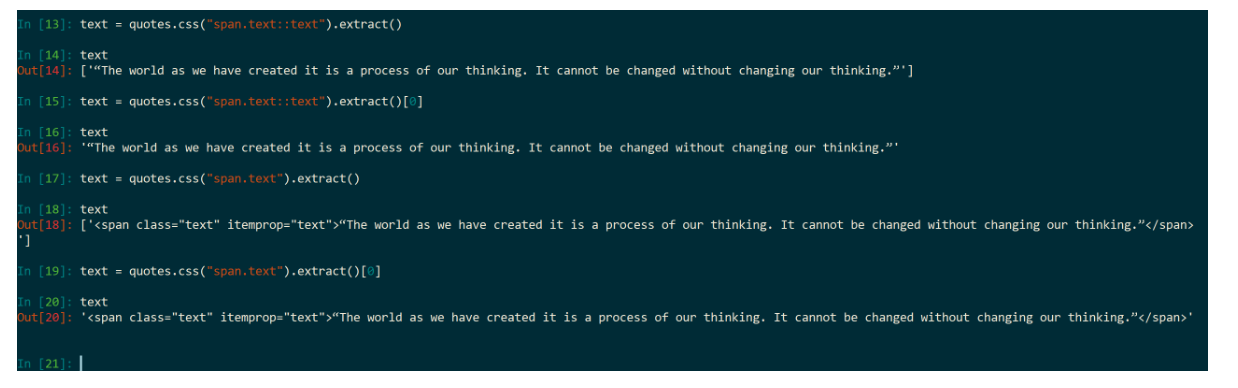 In [13]: text = quotes.css("span.text::text").extract()
In [14]: text
Out[14]: ['“The world as we have created it is a process of our thinking. It cannot be changed without changing our thinking.”']
In [15]: text = quotes.css("span.text::text").extract()[0]
In [16]: text
Out[16]: '“The world as we have created it is a process of our thinking. It cannot be changed without changing our thinking.”'
In [17]: text = quotes.css("span.text").extract()
In [18]: text
Out[18]: ['<span class="text" itemprop="text">“The world as we have created it is a process of our thinking. It cannot be changed without changing our thinking.”</span>
']
In [19]: text = quotes.css("span.text").extract()[0]
In [20]: text
Out[20]: '<span class="text" itemprop="text">“The world as we have created it is a process of our thinking. It cannot be changed without changing our thinking.”</span>'
In [21]: